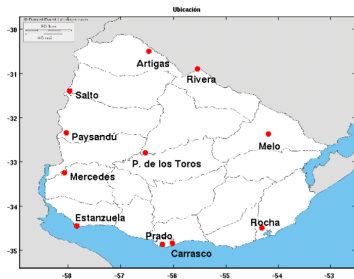 Ubicación
-30
Artigas
Rivera
-31
Salto
-32
Paysandú
Melo
P. de los Toros
-33
Mercedes
-34
Estanzuela
Rocha
Prado
Carrasco
-35
-58 -57 -56 -55 -54 -53